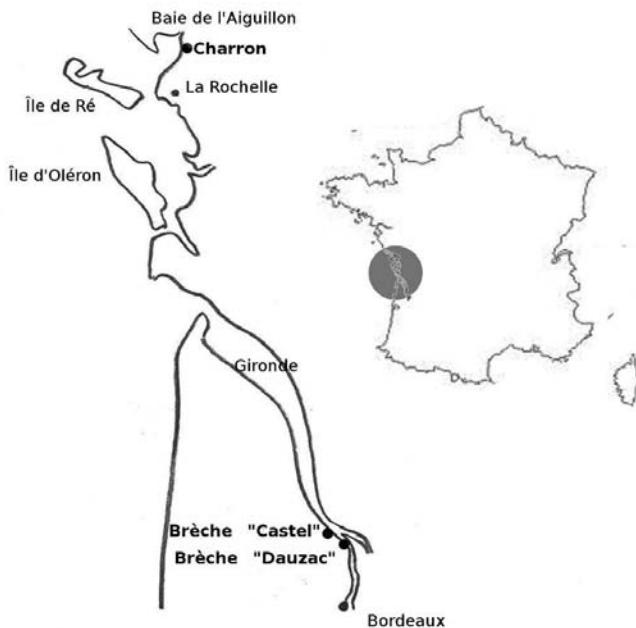 Baie de l'Aiguillon
Charron
La Rochelle
Île de Ré
Île d'Oléron
Gironde
Brèche "Castel"
Brèche "Dauzac"
Bordeaux